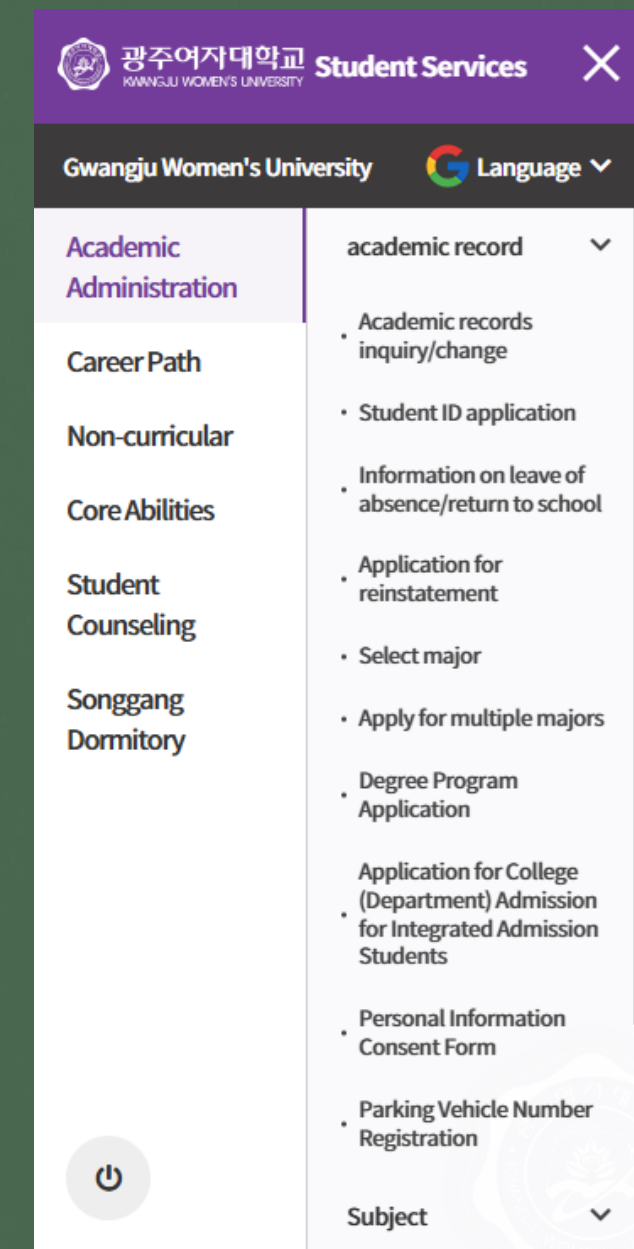 광주여자대학교 Student Services
KWANGJU WOMEN'S UNIVERSITY
Gwangju Women's University Language
Academic
Administration
Career Path
Non-curricular
Core Abilities
Student
Counseling
Songgang
Dormitory
academic record
Academic records
inquiry/change
Student ID application
Information on leave of
absence/return to school
Application for
reinstatement
Select major
Apply for multiple majors
Degree Program
Application
Application for College
(Department) Admission
for Integrated Admission
Students
Personal Information
Consent Form
Parking Vehicle Number
Registration
Subject